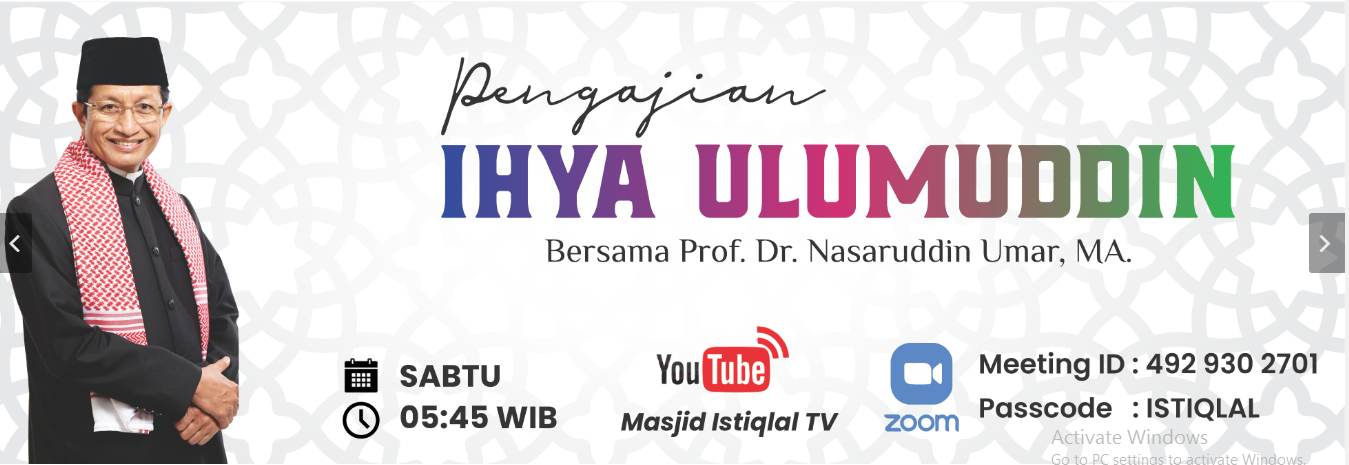 Pengajian
IHYA ULUMUDDIN
Bersama Prof. Dr. Nasaruddin Umar, MA.
SABTU
05:45 WIB
YouTube
Masjid Istiqlal TV
zoom
Meeting ID : 492 930 2701
Passcode : ISTIQLAL
Activate Windows
Go to PC settings to activate Windows.